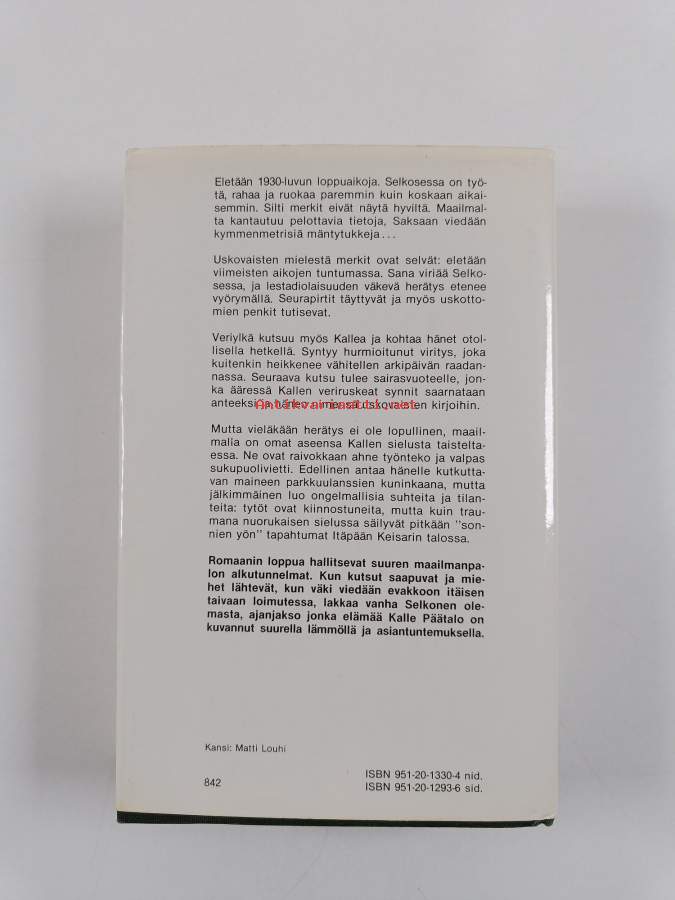 Eletään 1930-luvun loppuaikoja. Selkosessa on työ-
tä, rahaa ja ruokaa paremmin kuin koskaan aikai-
semmin. Silti merkit eivät näytä hyviltä. Maailmal-
ta kantautuu pelottavia tietoja, Saksaan viedään
kymmenmetrisiä mäntytukkeja...
Uskovaisten mielestä merkit ovat selvät: eletään
viimeisten aikojen tuntumassa. Sana viriää Selko-
sessa, ja lestadiolaisuuden väkevä herätys etenee
vyörymällä. Seurapirtit täyttyvät ja myös uskotto-
mien penkit tutisevat.
Veriylkä kutsuu myös Kallea ja kohtaa hänet otol-
lisella hetkellä. Syntyy hurmioitunut viritys, joka
kuitenkin heikkenee vähitellen arkipäivän raadan-
nassa. Seuraava kutsu tulee sairasvuoteelle, jon-
ka ääressä Kallen veriruskeat synnit saarnataan
anteeksi ja hänen nimensä uskovaisten kirjoihin.
Mutta vieläkään herätys ei ole lopullinen, maail-
malla on omat aseensa Kallen sielusta taistelta-
essa. Ne ovat raivokkaan ahne työnteko ja valpas
sukupuolivietti. Edellinen antaa hänelle kutkutta-
van maineen parkkuulanssien kuninkaana, mutta
jälkimmäinen luo ongelmallisia suhteita ja tilan-
teita: tytöt ovat kiinnostuneita, mutta kuin trau-
mana nuorukaisen sielussa säilyvät pitkään "son-
nien yön" tapahtumat Itäpään Keisarin talossa.
Romaanin loppua hallitsevat suuren maailmanpa-
lon alkutunnelmat. Kun kutsut saapuvat ja mie-
het lähtevät, kun väki viedään evakkoon itäisen
taivaan loimutessa, lakkaa vanha Selkonen ole-
masta, ajanjakso jonka elämää Kalle Päätalo on
kuvannut suurella lämmöllä ja asiantuntemuksella.
Kansi: Matti Louhi
842
ISBN 951-20-1330-4 nid.
ISBN 951-20-1293-6 sid.